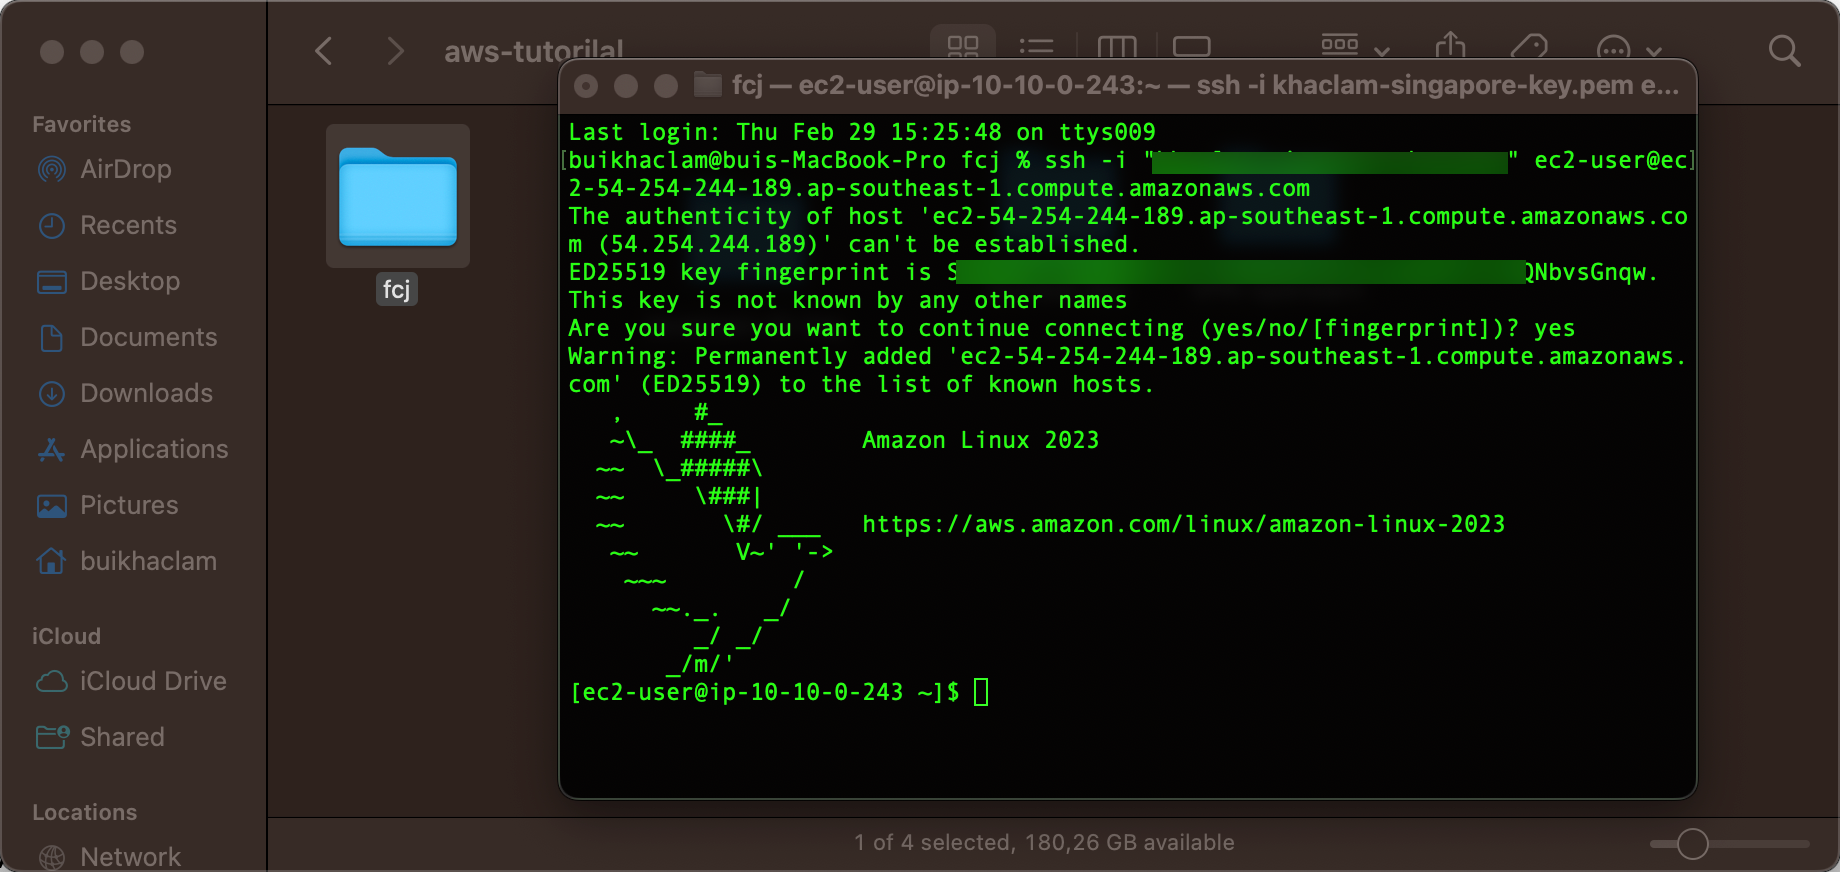 aws-tutorilal
Favorites
AirDrop
Recents
Desktop
Documents
Downloads
Applications
Pictures
buikhaclam
iCloud
iCloud Drive
Shared
Locations
Network
fcj
fcj — ec2-user@ip-10-10-0-243:~ — ssh -i khaclam-singapore-key.pem e...
Last login: Thu Feb 29 15:25:48 on ttys009
[buikhaclam@buis-MacBook-Pro fcj % ssh -i "" ec2-user@ec]
2-54-254-244-189.ap-southeast-1.compute.amazonaws.com
The authenticity of host 'ec2-54-254-244-189.ap-southeast-1.compute.amazonaws.co
m (54.254.244.189)' can't be established.
ED25519 key fingerprint is QNbvsGnqw.
This key is not known by any other names
Are you sure you want to continue connecting (yes/no/[fingerprint])? yes
Warning: Permanently added 'ec2-54-254-244-189.ap-southeast-1.compute.amazonaws.
com' (ED25519) to the list of known hosts.
   ,     #_
   ~\_  ####_        Amazon Linux 2023
  ~~  \_#####\
  ~~     \###|
  ~~       \#/ ___   https://aws.amazon.com/linux/amazon-linux-2023
   ~~       V~' '->
    ~~~         /
      ~~._.   _/
         _/ _/
       _/m/'
[ec2-user@ip-10-10-0-243 ~]$
1 of 4 selected, 180,26 GB available